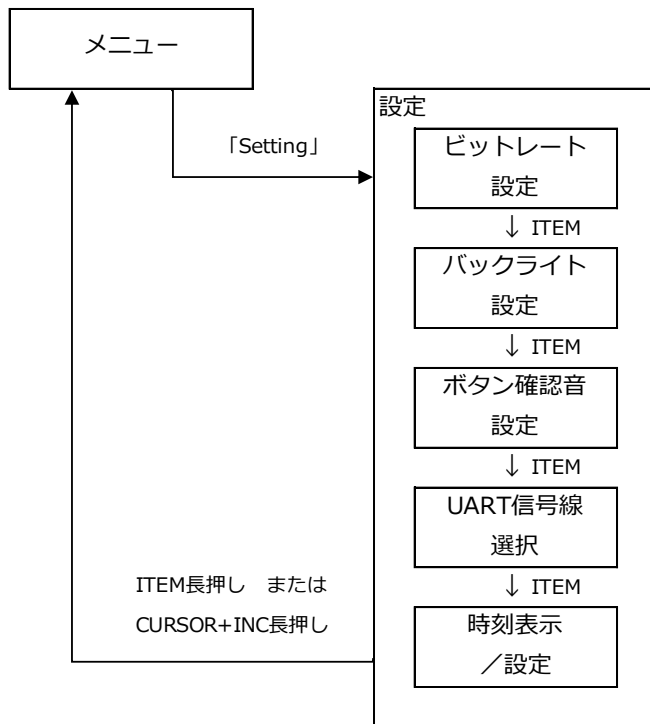 メニュー
「Setting」
設定
ビットレート
設定
↓ ITEM
バックライト
設定
↓ ITEM
ボタン確認音
設定
↓ ITEM
UART信号線
選択
↓ ITEM
時刻表示
／設定
ITEM長押し　または
CURSOR+INC長押し